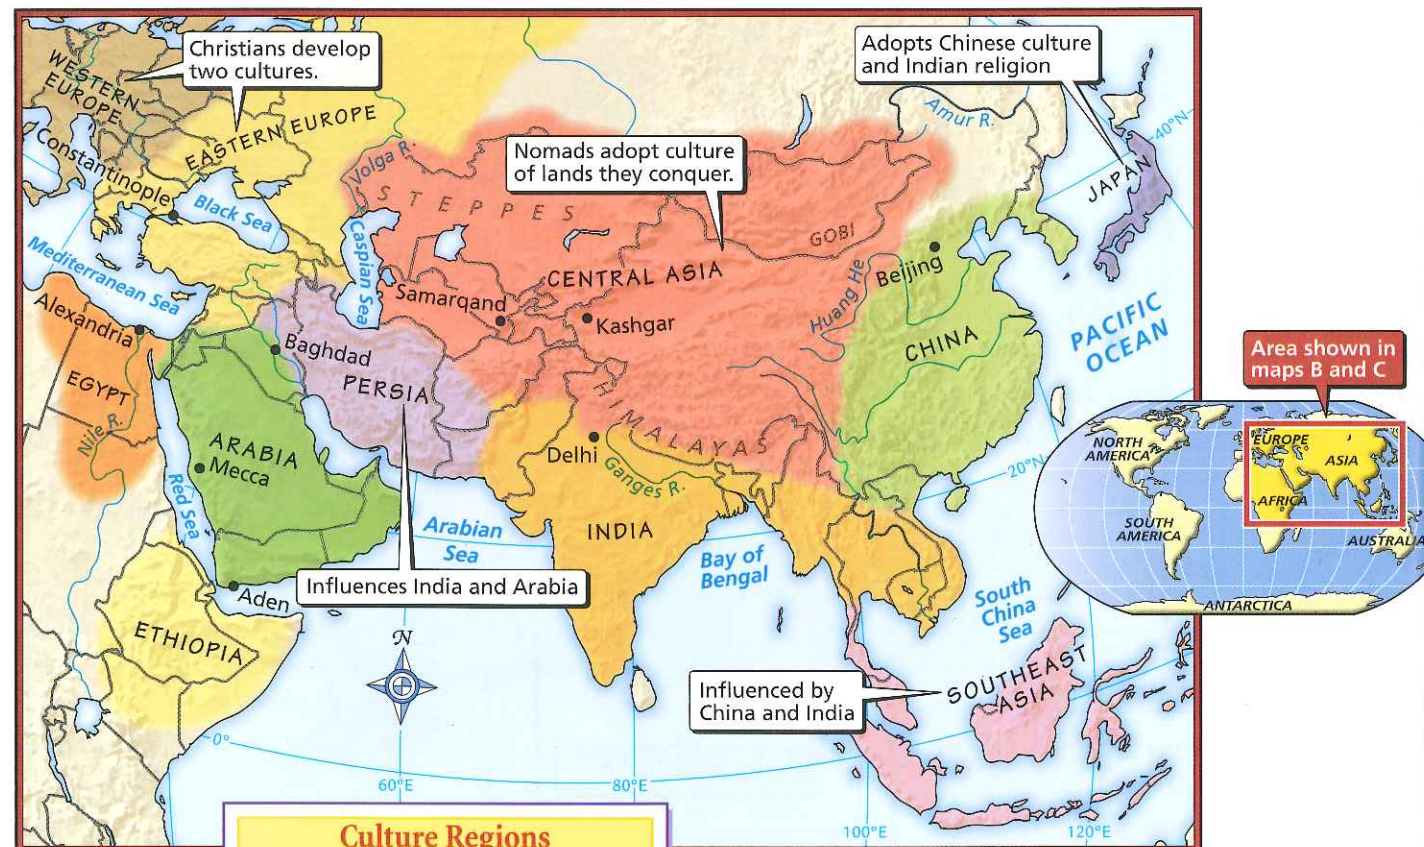 Christians develop
two cultures.
Adopts Chinese culture
and Indian religion
WESTERN
EUROPE
EASTERN EUROPE
Constantinople
Black Sea
Mediterranean Sea
Volga R.
STEPPES
Nomads adopt culture
of lands they conquer.
Amur R.
40°N
JAPAN
GOBI
Caspian Sea
CENTRAL ASIA
Samarqand
Kashgar
Huang He
Beijing
CHINA
PACIFIC
OCEAN
Alexandria
EGYPT
Nile R.
Baghdad
PERSIA
ARABIA
Mecca
Red Sea
HIMALAYAS
Delhi
Ganges R.
INDIA
20°N
Arabian
Sea
Bay of
Bengal
South
China
Sea
Influences India and Arabia
Aden
ETHIOPIA
N
Influenced by
China and India
SOUTHEAST
ASIA
0°
60°E
80°E
100°E
120°E
Culture Regions
Area shown in
maps B and C
NORTH
AMERICA
EUROPE
ASIA
AFRICA
SOUTH
AMERICA
AUSTRALIA
ANTARCTICA